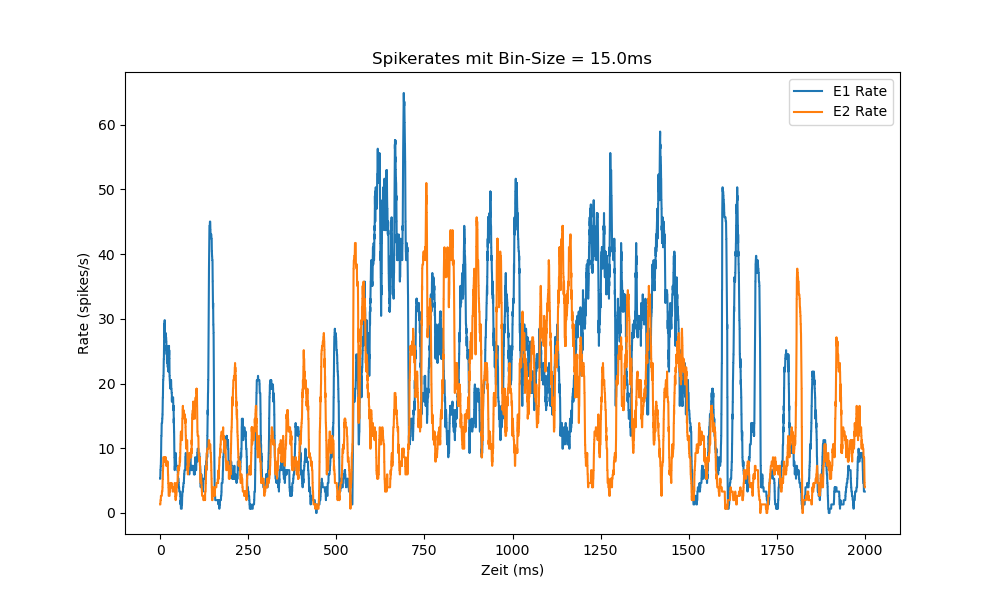 Spikerates mit Bin-Size = 15.0ms
E1 Rate
E2 Rate
Rate (spikes/s)
60
50
40
30
20
10
0
0 250 500 750 1000 1250 1500 1750 2000
Zeit (ms)